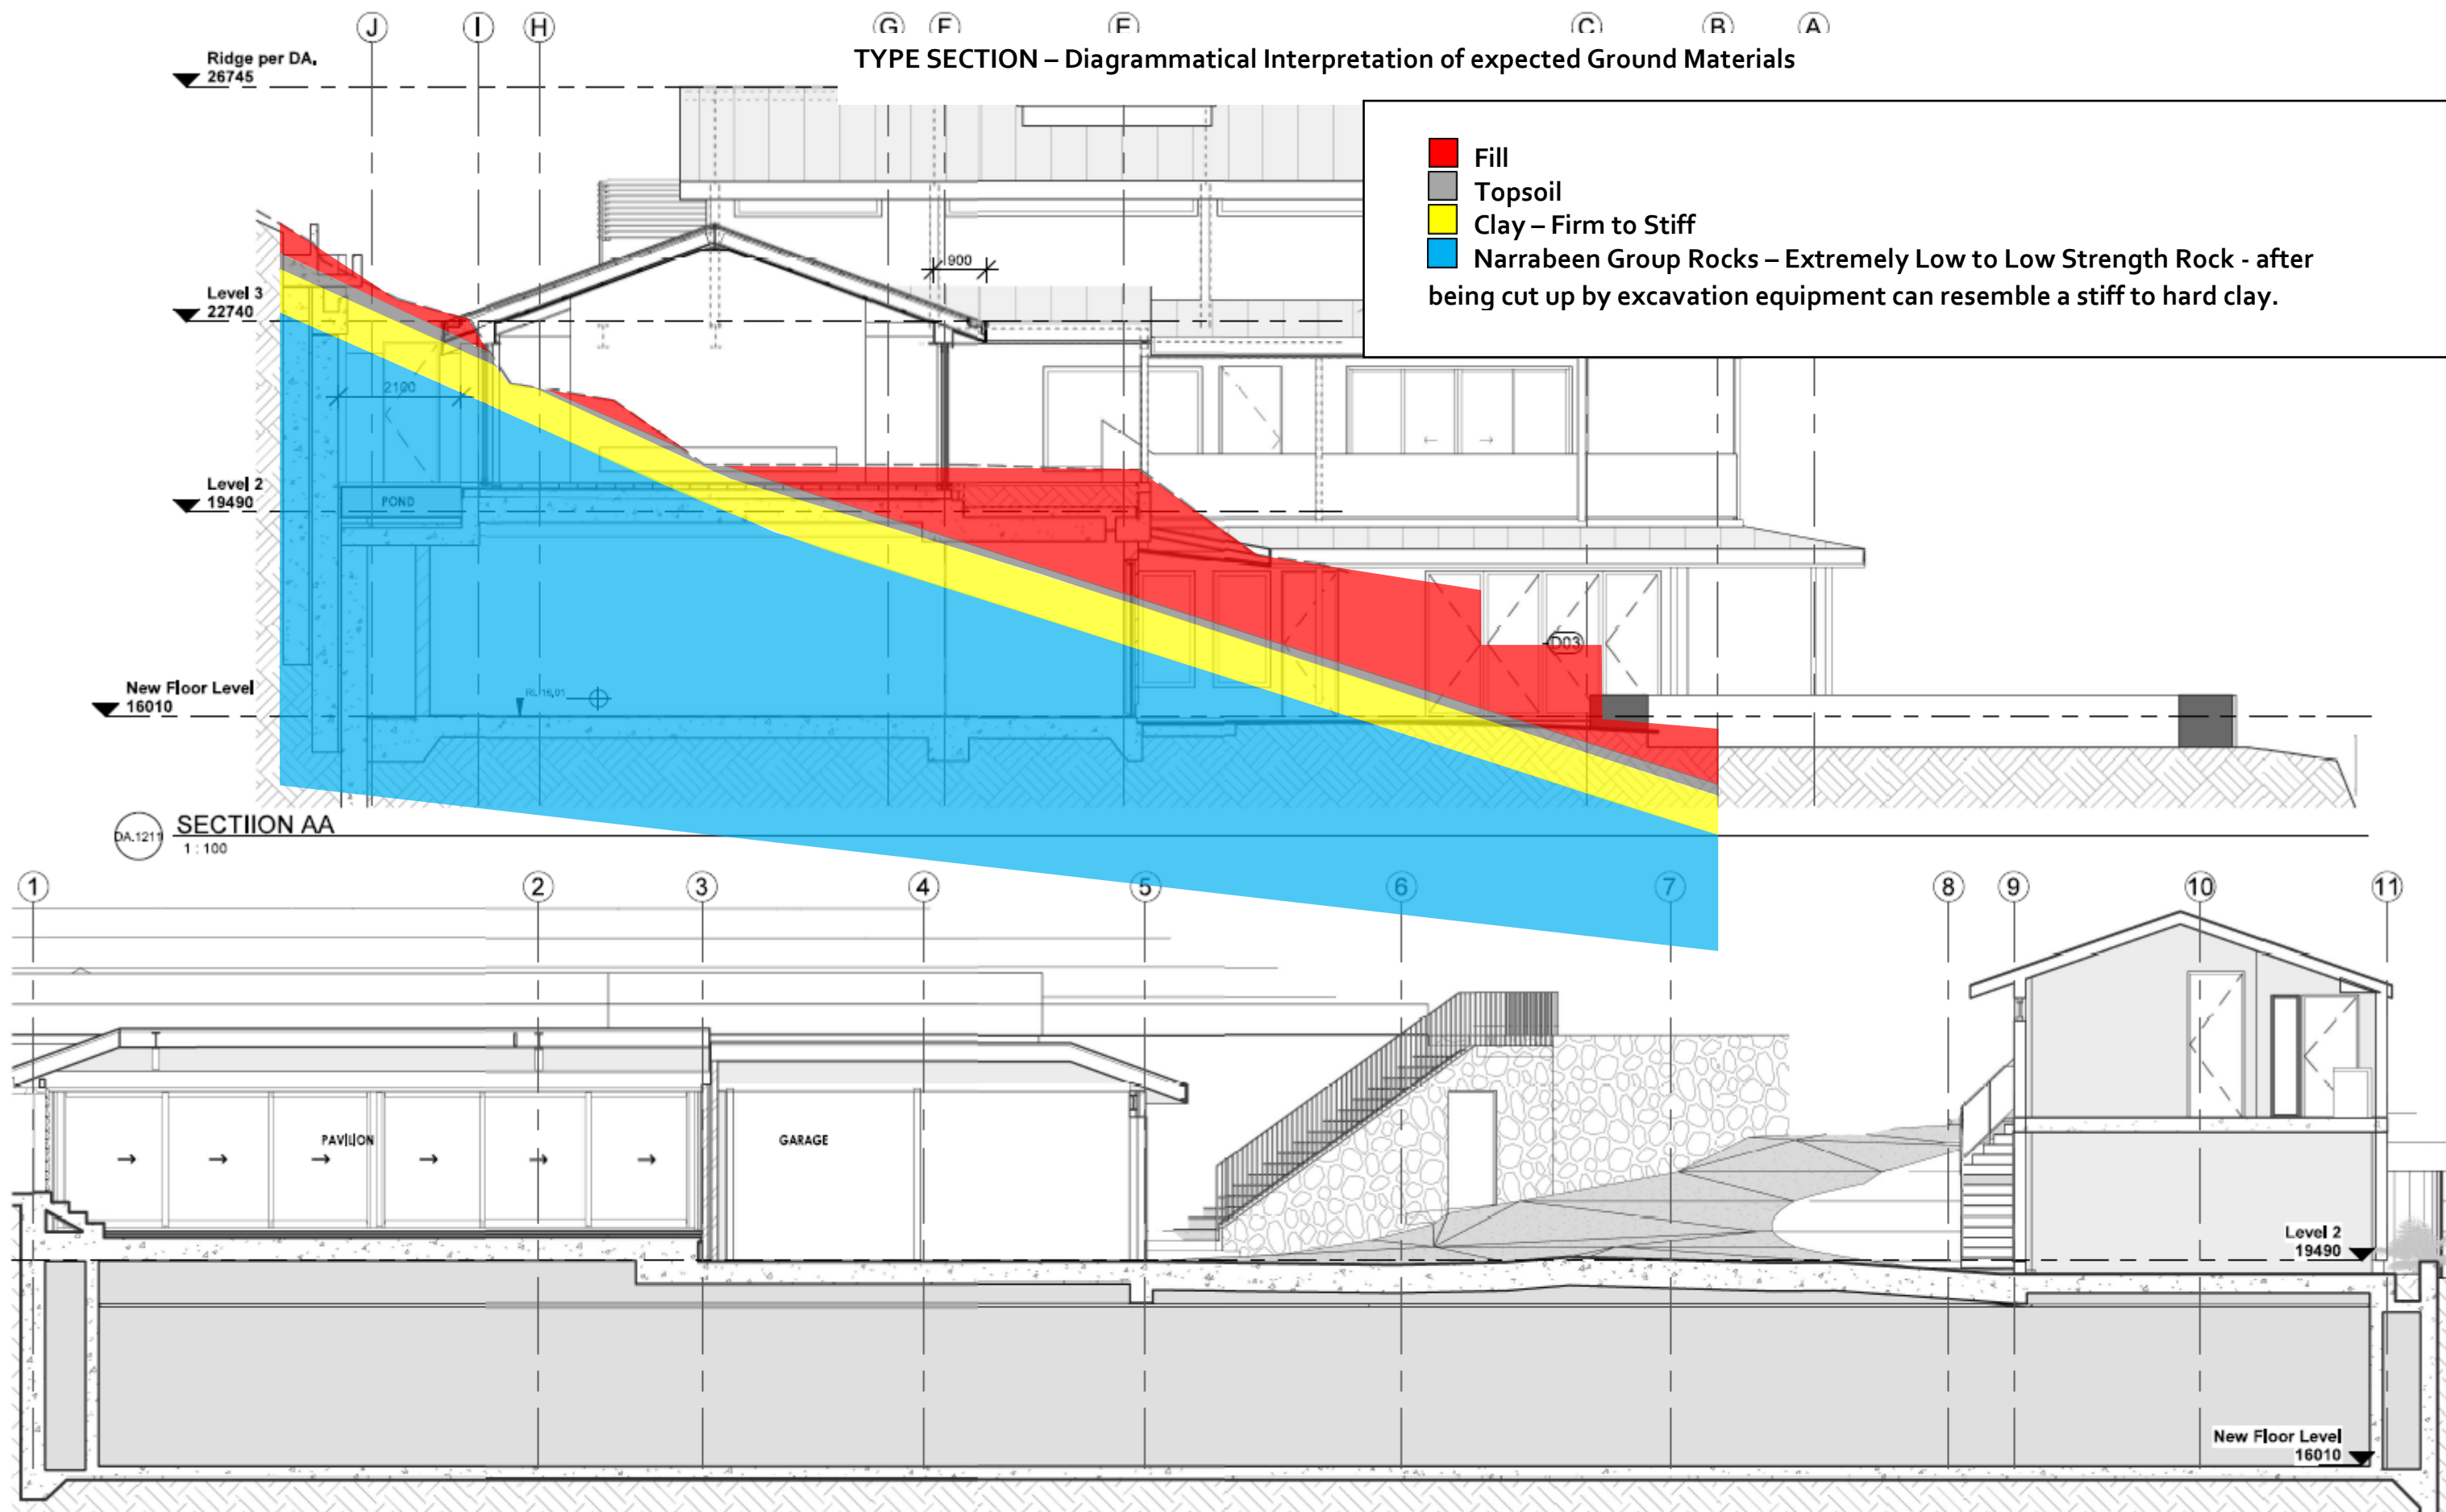 J I H G F E C B A
TYPE SECTION – Diagrammatical Interpretation of expected Ground Materials
Ridge per DA.
26745
Fill
Topsoil
Clay – Firm to Stiff
Narrabeen Group Rocks – Extremely Low to Low Strength Rock - after
being cut up by excavation equipment can resemble a stiff to hard clay.
900
Level 3
22740
2100
Level 2
19490
POND
D03
New Floor Level
16010
RL 16,01
DA.1211
SECTIION AA
1 : 100
1 2 3 4 5 6 7 8 9 10 11
PAVILION
GARAGE
Level 2
19490
New Floor Level
16010